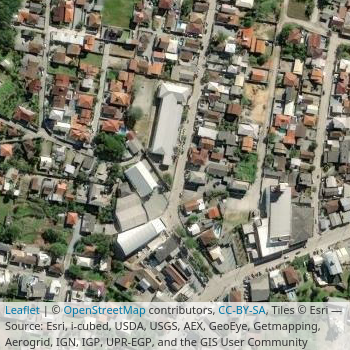 Leaflet | © OpenStreetMap contributors, CC-BY-SA, Tiles © Esri —
Source: Esri, i-cubed, USDA, USGS, AEX, GeoEye, Getmapping,
Aerogrid, IGN, IGP, UPR-EGP, and the GIS User Community